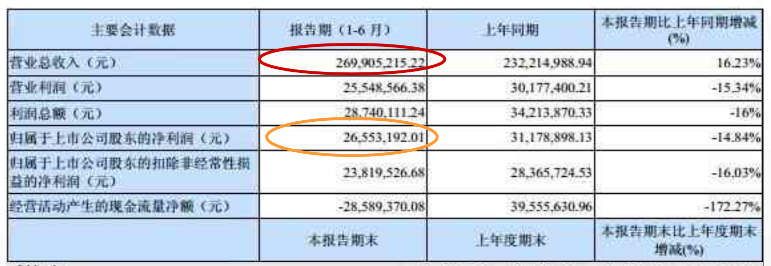 主要会计数据 报告期（1-6 月） 上年同期 本报告期比上年同期增减
(%)
营业总收入（元） 269,905,215.22 232,214,988.94 16.23%
营业利润（元） 25,548,566.38 30,177,400.21 -15.34%
利润总额（元） 28,740,111.24 34,213,870.33 -16%
归属于上市公司股东的净利润（元） 26,553,192.01 31,178,898.13 -14.84%
归属于上市公司股东的扣除非经常性损
益的净利润（元） 23,819,526.68 28,365,724.53 -16.03%
经营活动产生的现金流量净额（元） -28,589,370.08 39,555,630.96 -172.27%
本报告期末 上年度期末 本报告期末比上年度期末
增减(%)